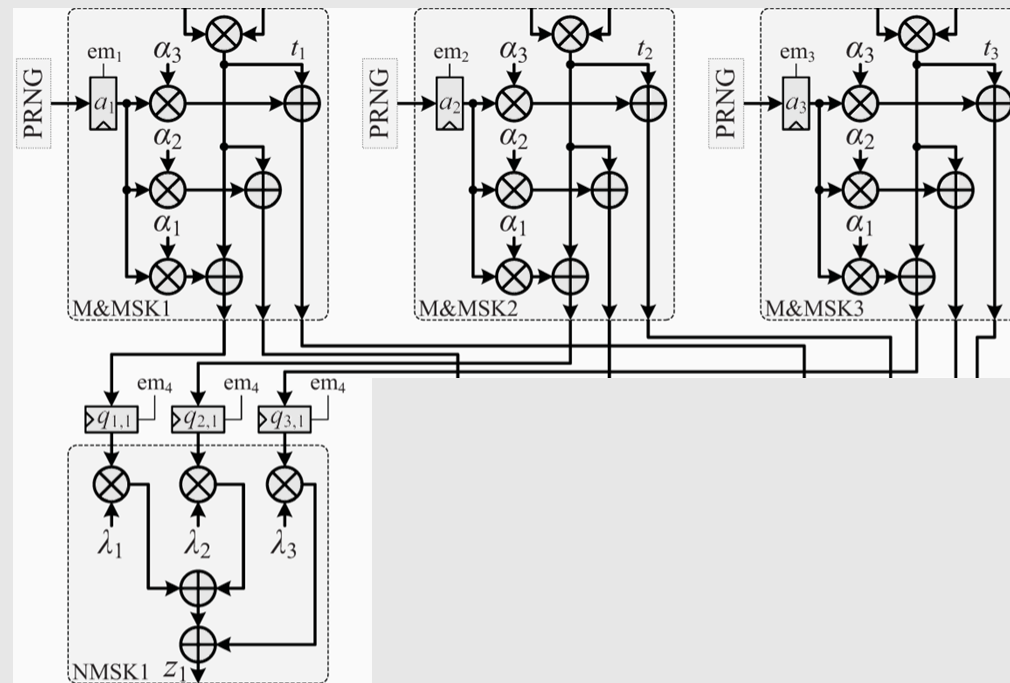 em₁ α₃ t₁ em₂ α₃ t₂ em₃ α₃ t₃
PRNG a₁ PRNG a₂ PRNG a₃
α₂ α₂ α₂
α₁ α₁ α₁
M&MSK1 M&MSK2 M&MSK3
em₄ em₄ em₄
q₁,₁ q₂,₁ q₃,₁
λ₁ λ₂ λ₃
NMSK1 z₁